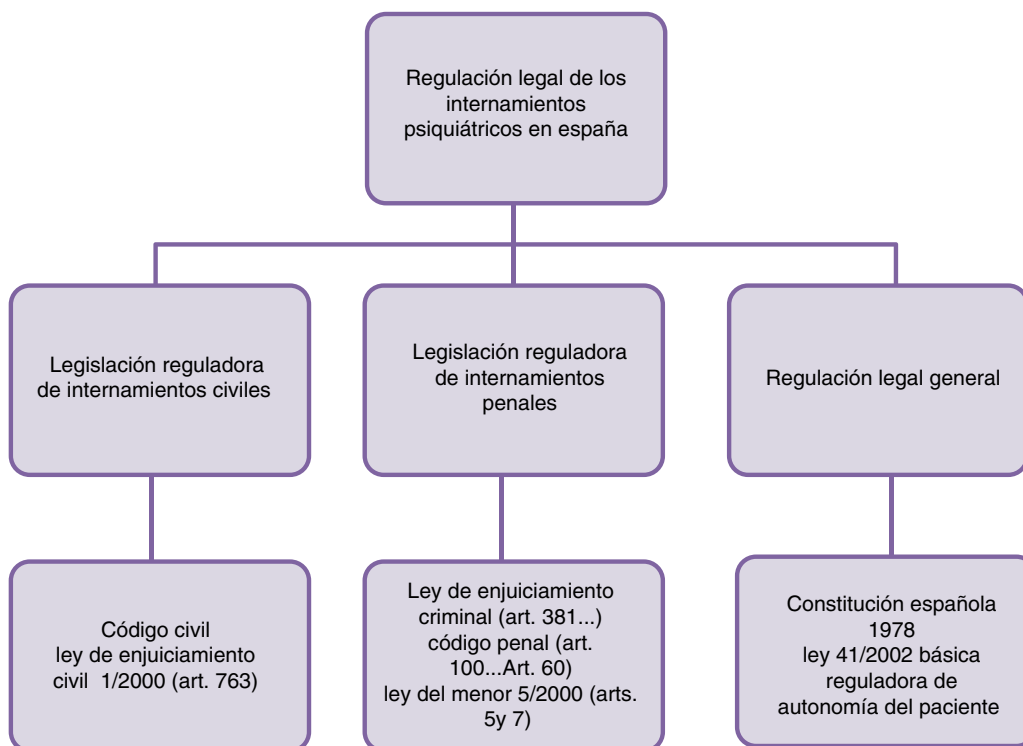 Regulación legal de los
internamientos
psiquiátricos en españa
Legislación reguladora
de internamientos civiles
Legislación reguladora
de internamientos
penales
Regulación legal general
Código civil
ley de enjuiciamiento
civil 1/2000 (art. 763)
Ley de enjuiciamiento
criminal (art. 381...)
código penal (art.
100...Art. 60)
ley del menor 5/2000 (arts.
5y 7)
Constitución española
1978
ley 41/2002 básica
reguladora de
autonomía del paciente